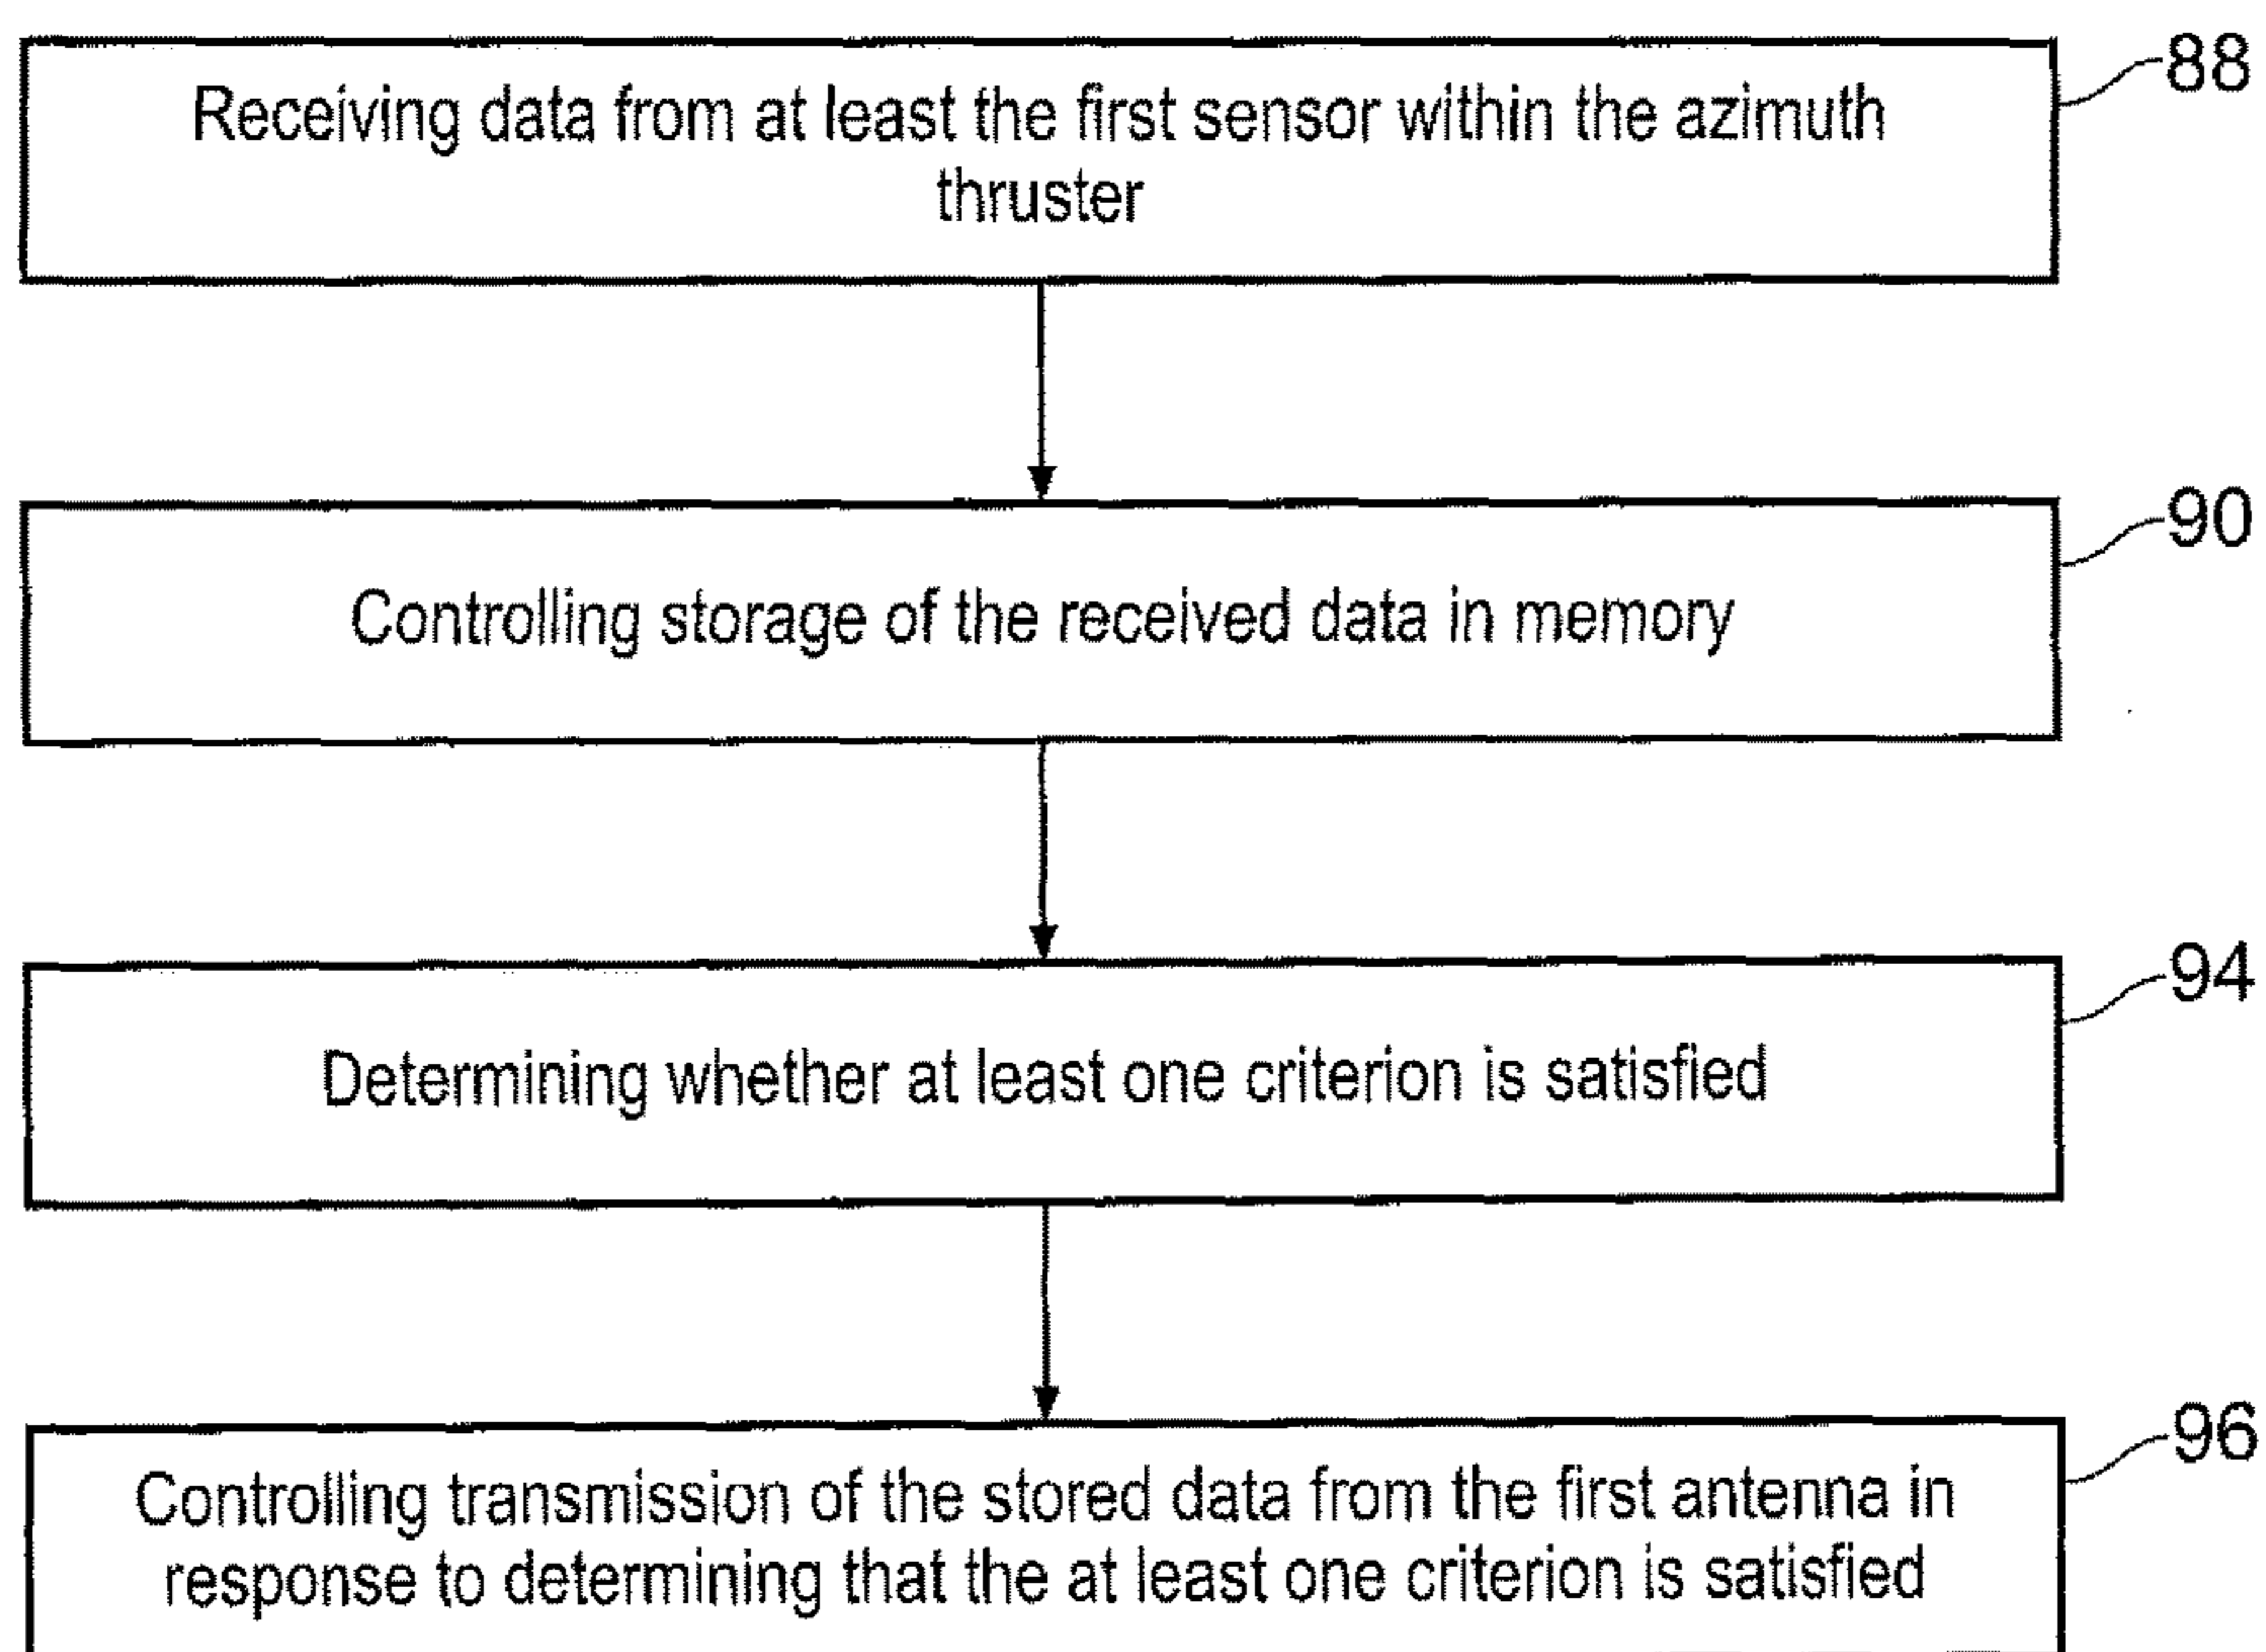 Receiving data from at least the first sensor within the azimuth
thruster
88
Controlling storage of the received data in memory
90
Determining whether at least one criterion is satisfied
94
Controlling transmission of the stored data from the first antenna in
response to determining that the at least one criterion is satisfied
96